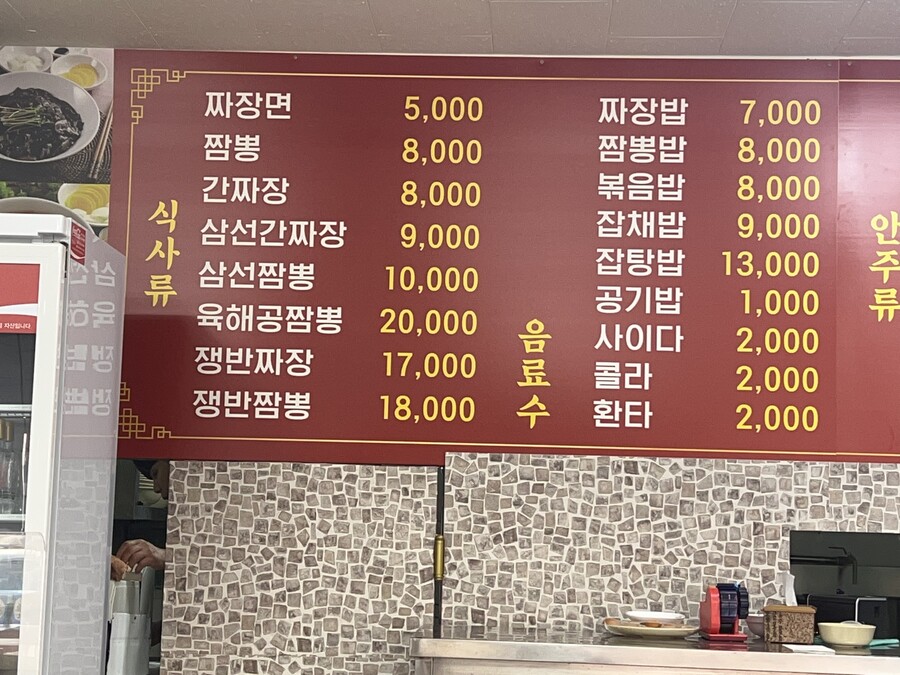 식사류
짜장면 5,000
짬뽕 8,000
간짜장 8,000
삼선간짜장 9,000
삼선짬뽕 10,000
육해공짬뽕 20,000
쟁반짜장 17,000
쟁반짬뽕 18,000
짜장밥 7,000
짬뽕밥 8,000
볶음밥 8,000
잡채밥 9,000
잡탕밥 13,000
공기밥 1,000
음료수
사이다 2,000
콜라 2,000
환타 2,000
안주류